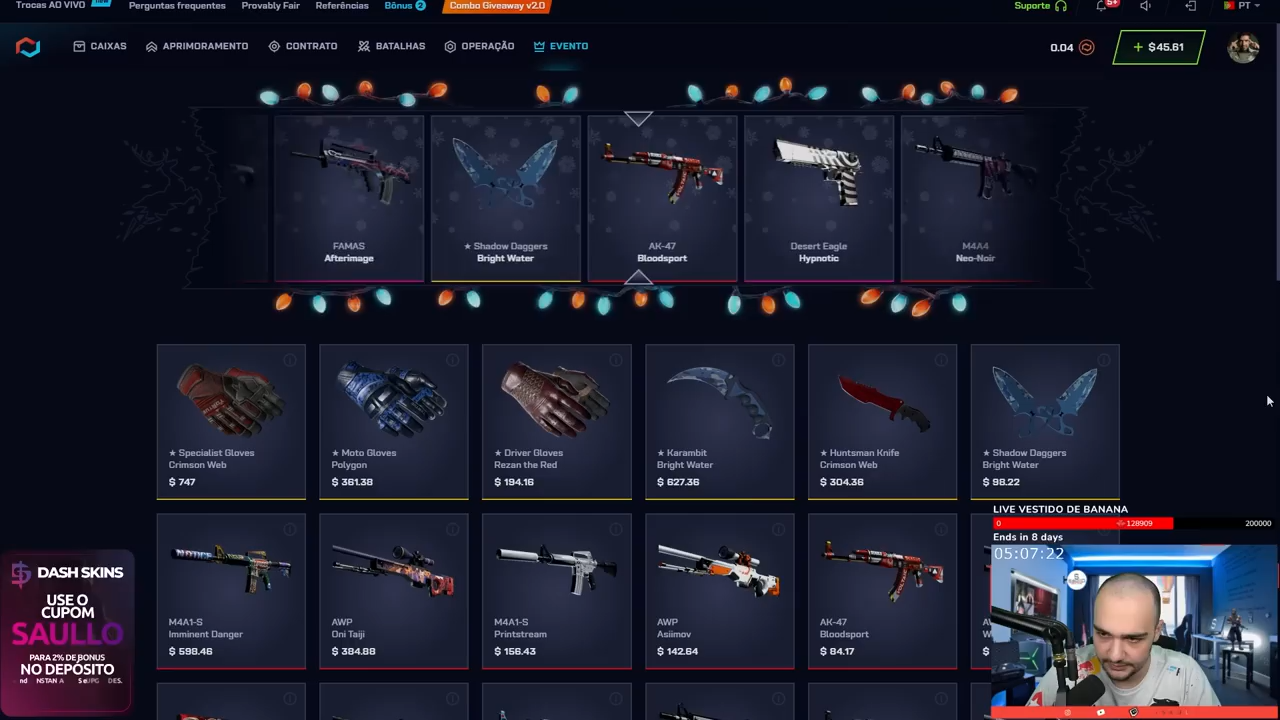 Trocas AO VIVO
Perguntas frequentes
Provably Fair
Referências
Bônus 2
Combo Giveaway v2.0
Suporte
5+
PT
CAIXAS
APRIMORAMENTO
CONTRATO
BATALHAS
OPERAÇÃO
EVENTO
0.04
+ $45.61
FAMAS
Afterimage
★ Shadow Daggers
Bright Water
AK-47
Bloodsport
Desert Eagle
Hypnotic
M4A4
Neo-Noir
★ Specialist Gloves
Crimson Web
$ 747
★ Moto Gloves
Polygon
$ 361.38
★ Driver Gloves
Rezan the Red
$ 194.16
★ Karambit
Bright Water
$ 627.36
★ Huntsman Knife
Crimson Web
$ 304.36
★ Shadow Daggers
Bright Water
$ 98.22
M4A1-S
Imminent Danger
$ 598.46
AWP
Oni Taiji
$ 384.88
M4A1-S
Printstream
$ 156.43
AWP
Asiimov
$ 142.64
AK-47
Bloodsport
$ 84.17
LIVE VESTIDO DE BANANA
0
128909
200000
Ends in 8 days
05:07:22
DASH SKINS
USE O
CUPOM
SAULLO
PARA 2% DE BONUS
NO DEPÓSITO